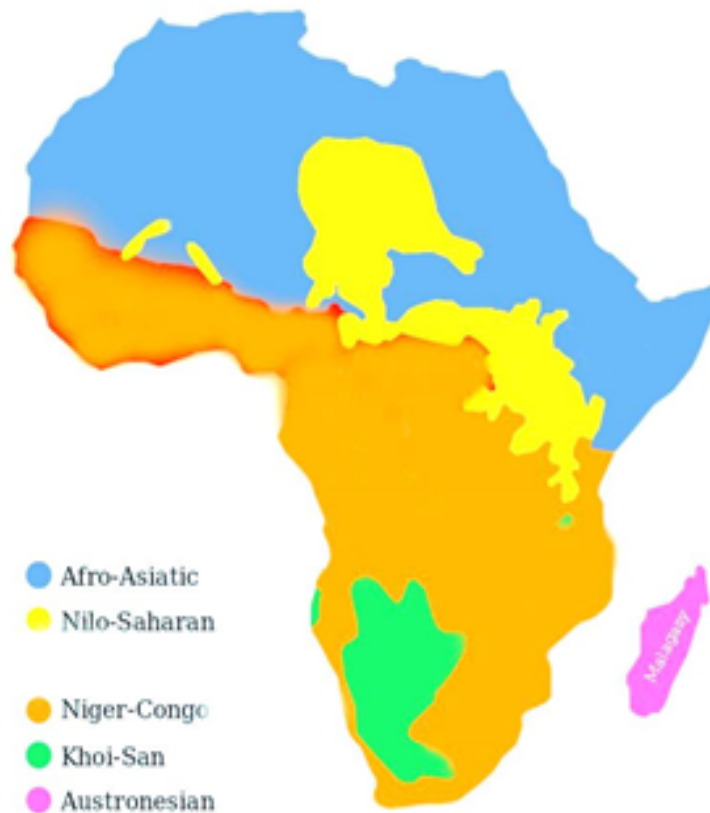 Afro-Asiatic
Nilo-Saharan
Niger-Congo
Khoi-San
Austronesian
Malagasy